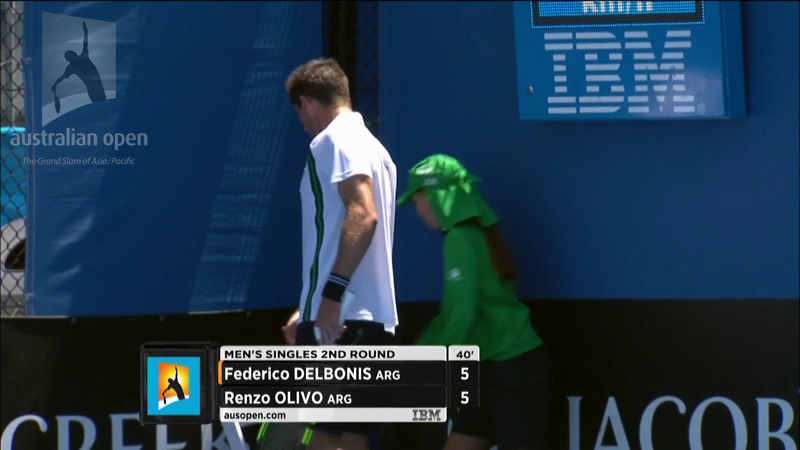 KM/H
IBM
australian open
The Grand Slam of Asia/Pacific
MEN'S SINGLES 2ND ROUND 40'
Federico DELBONIS ARG 5
Renzo OLIVO ARG 5
ausopen.com IBM
CREEK JACOB